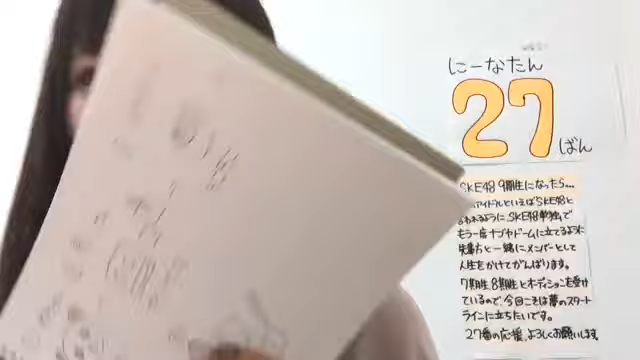 にーなたん
27
ばん
SKE48 9期生になったら...
アイドルといえばSKE48と
言われるように、SKE48単独で
もう一度ナゴヤドームに立てるように
先輩方と一緒にメンバーとして
人生をかけてがんばります。
7期生、8期生とオーディションを受け
ているので、今回こそは夢のスタート
ラインに立ちたいです。
27番の応援、よろしくお願いします。